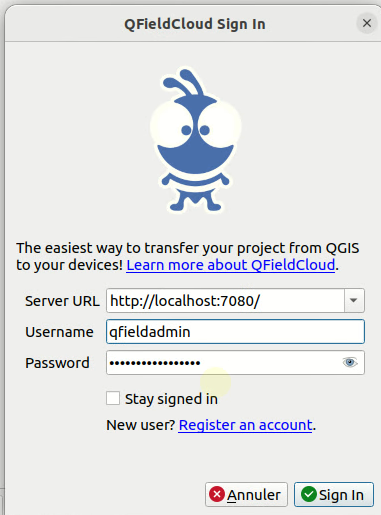 QFieldCloud Sign In
The easiest way to transfer your project from QGIS
to your devices! Learn more about QFieldCloud.
Server URL http://localhost:7080/
Username qfieldadmin
Password •••••••••••••••••
Stay signed in
New user? Register an account.
Annuler Sign In